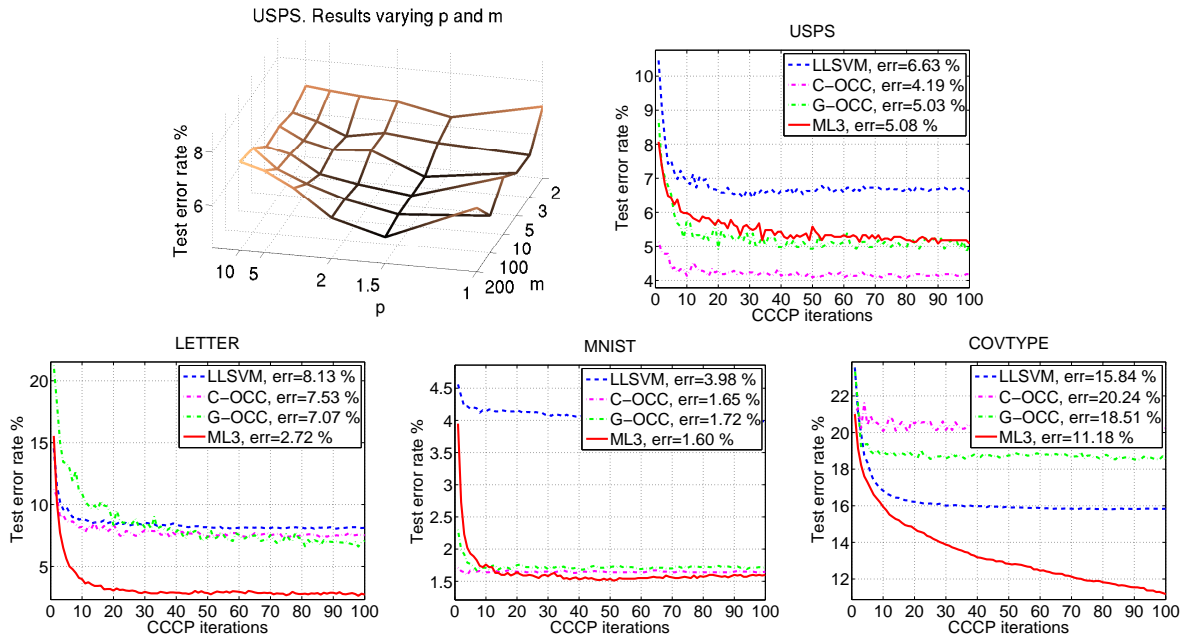 USPS. Results varying p and m
Test error rate %
8
6
10
5
2
1.5
1
p
2
3
5
10
100
200
m
USPS
LLSVM, err=6.63 %
C−OCC, err=4.19 %
G−OCC, err=5.03 %
ML3, err=5.08 %
Test error rate %
10
9
8
7
6
5
4
0 10 20 30 40 50 60 70 80 90 100
CCCP iterations
LETTER
LLSVM, err=8.13 %
C−OCC, err=7.53 %
G−OCC, err=7.07 %
ML3, err=2.72 %
Test error rate %
20
15
10
5
0 10 20 30 40 50 60 70 80 90 100
CCCP iterations
MNIST
LLSVM, err=3.98 %
C−OCC, err=1.65 %
G−OCC, err=1.72 %
ML3, err=1.60 %
Test error rate %
4.5
4
3.5
3
2.5
2
1.5
0 10 20 30 40 50 60 70 80 90 100
CCCP iterations
COVTYPE
LLSVM, err=15.84 %
C−OCC, err=20.24 %
G−OCC, err=18.51 %
ML3, err=11.18 %
Test error rate %
22
20
18
16
14
12
0 10 20 30 40 50 60 70 80 90 100
CCCP iterations